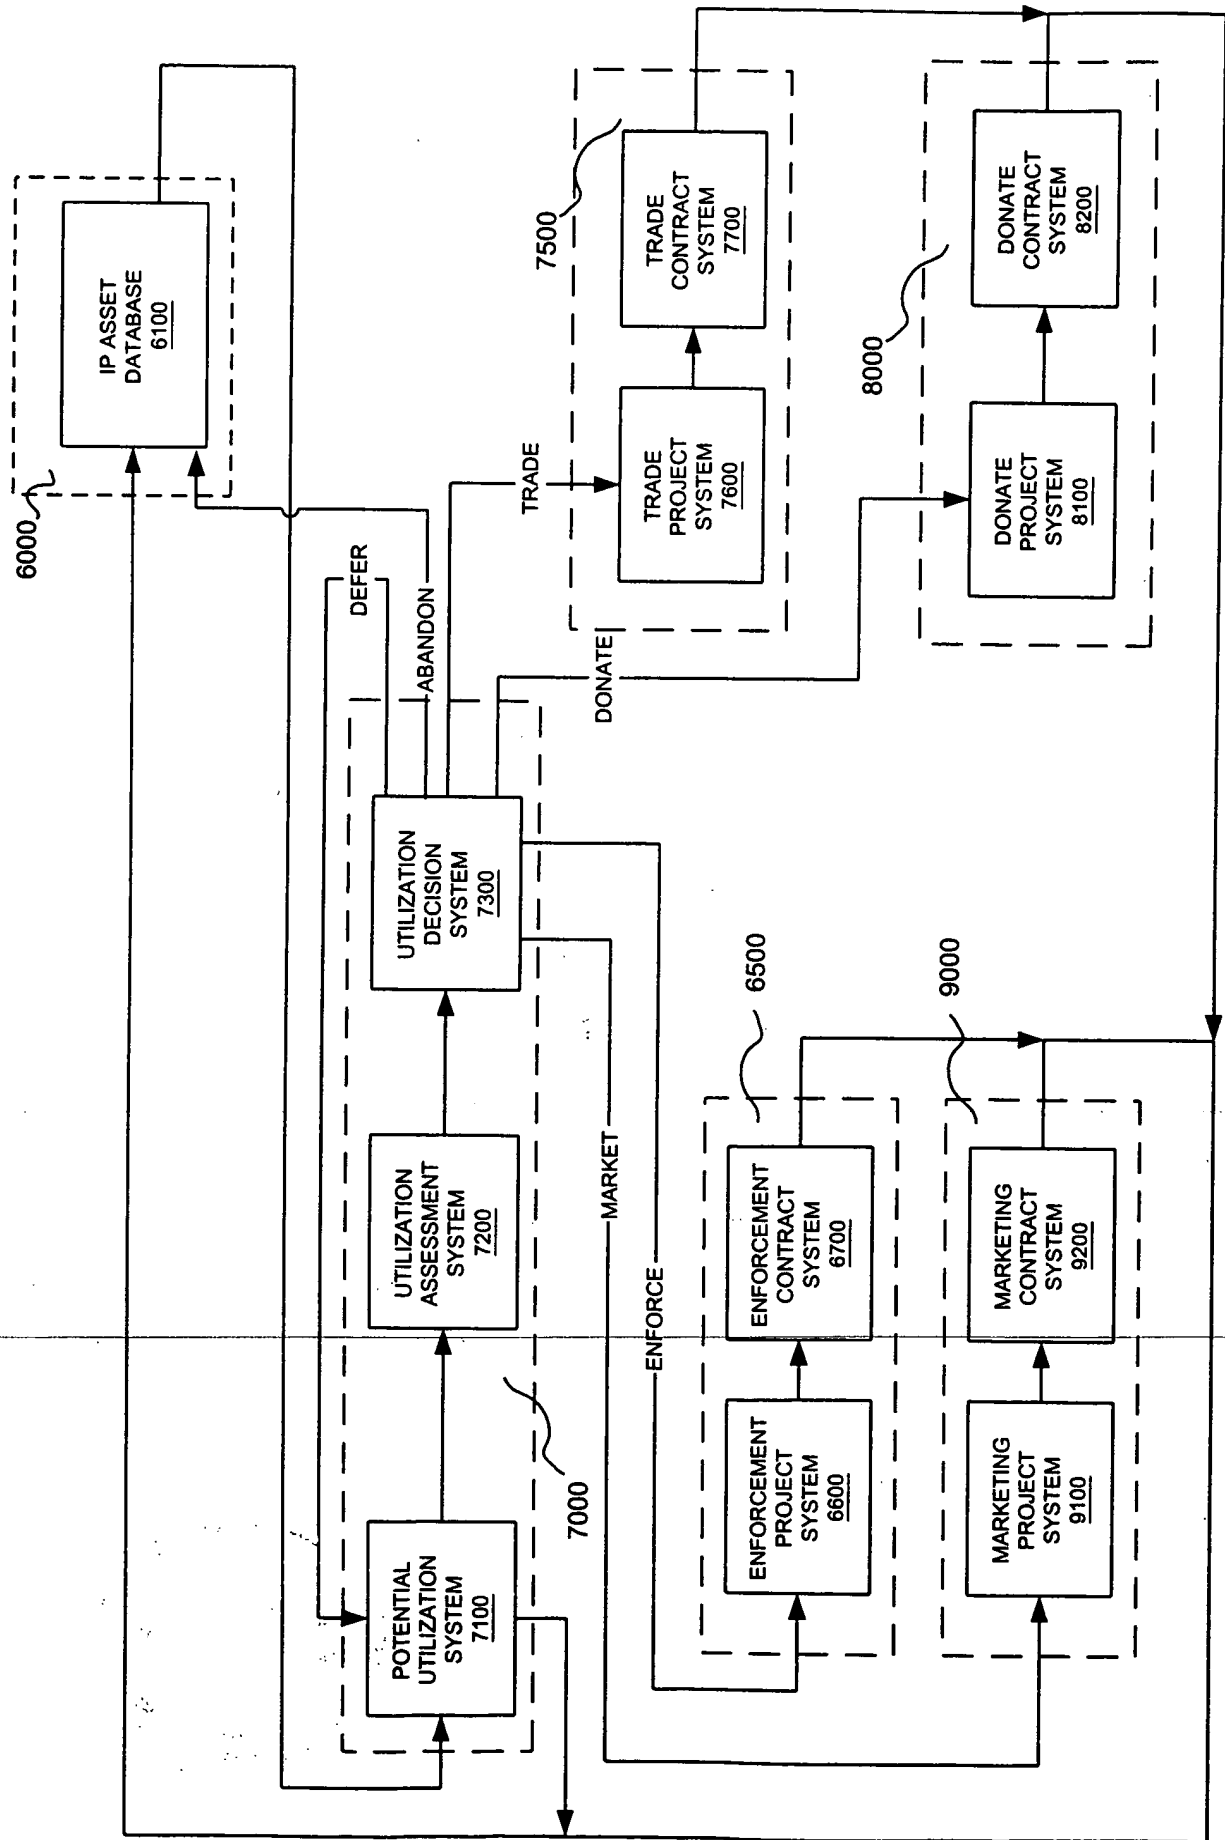 6000
IP ASSET
DATABASE
6100
DEFER
ABANDON
TRADE
DONATE
7500
TRADE
PROJECT
SYSTEM
7600
TRADE
CONTRACT
SYSTEM
7700
8000
DONATE
PROJECT
SYSTEM
8100
DONATE
CONTRACT
SYSTEM
8200
7000
POTENTIAL
UTILIZATION
SYSTEM
7100
UTILIZATION
ASSESSMENT
SYSTEM
7200
UTILIZATION
DECISION
SYSTEM
7300
MARKET
ENFORCE
6500
ENFORCEMENT
PROJECT
SYSTEM
6600
ENFORCEMENT
CONTRACT
SYSTEM
6700
9000
MARKETING
PROJECT
SYSTEM
9100
MARKETING
CONTRACT
SYSTEM
9200